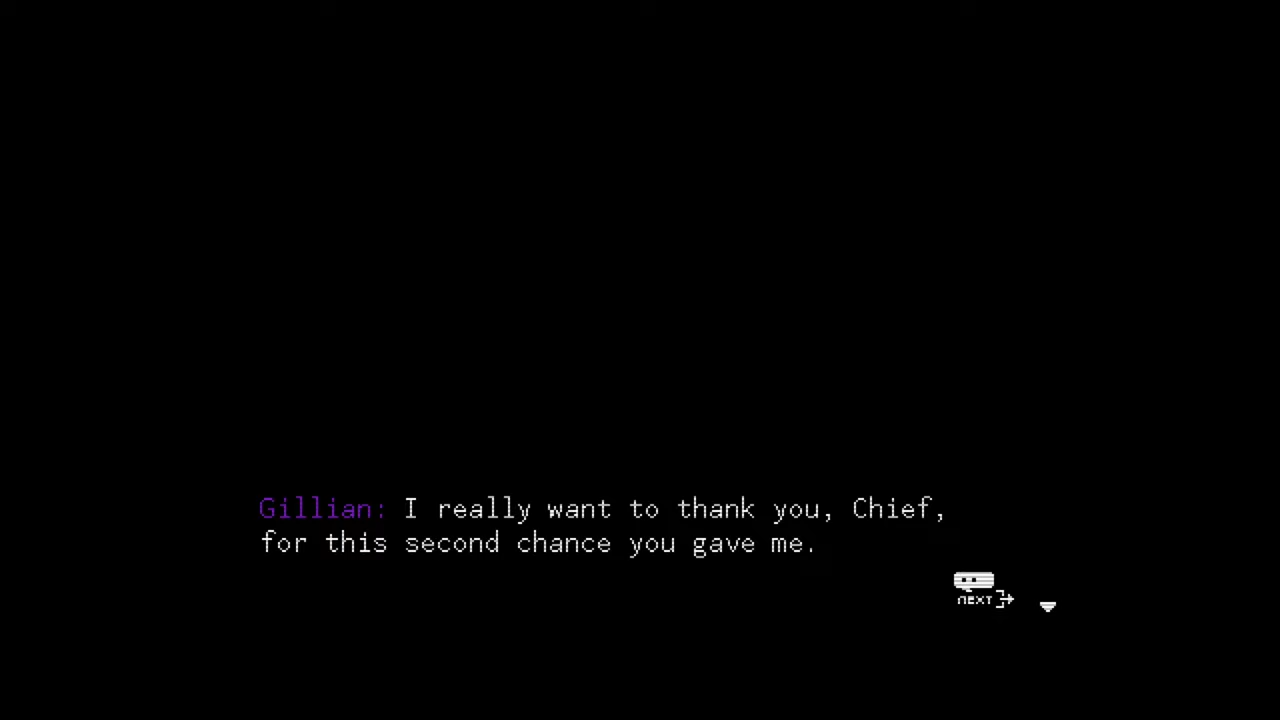 Gillian: I really want to thank you, Chief,
for this second chance you gave me.
NEXT